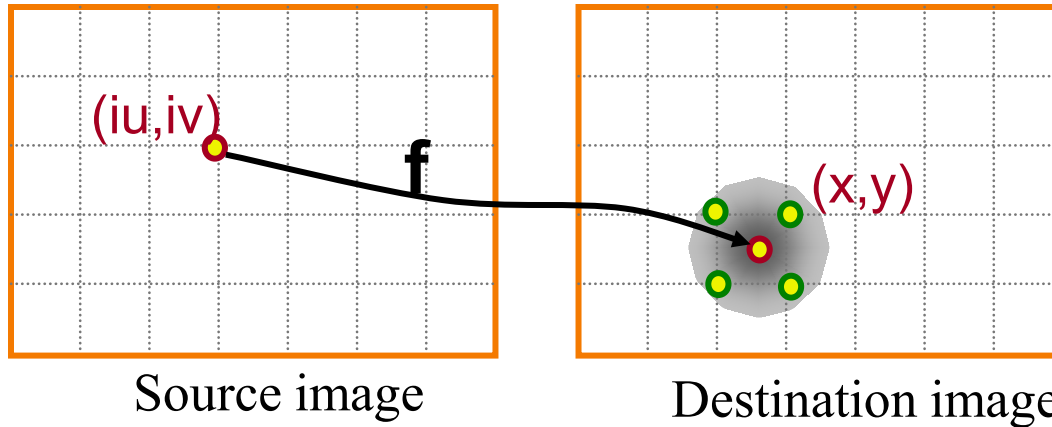 (iu,iv)
f
(x,y)
Source image
Destination image